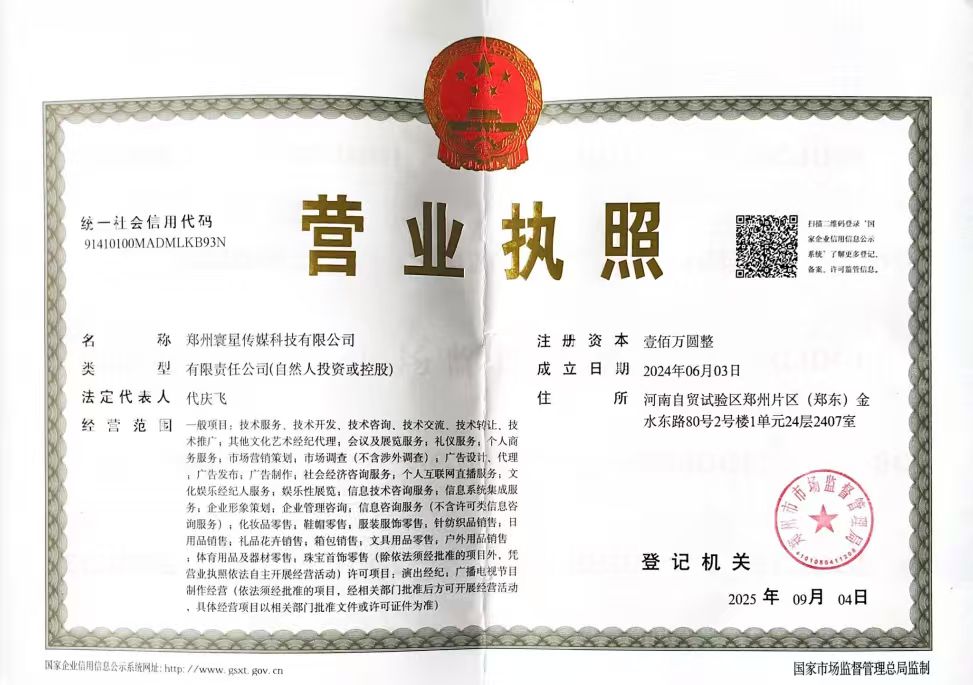 营业执照
统一社会信用代码
91410100MADMLKB93N
扫描二维码登录‘国
家企业信用信息公示
系统’了解更多登记、
备案、许可监管信息。
名 称 郑州寰星传媒科技有限公司
类 型 有限责任公司(自然人投资或控股)
法定代表人 代庆飞
经营范围 一般项目：技术服务、技术开发、技术咨询、技术交流、技术转让、技
术推广；其他文化艺术经纪代理；会议及展览服务；礼仪服务；个人商
务服务；市场营销策划；市场调查（不含涉外调查）；广告设计、代理
；广告发布；广告制作；社会经济咨询服务；个人互联网直播服务；文
化娱乐经纪人服务；娱乐性展览；信息技术咨询服务；信息系统集成服
务；企业形象策划；企业管理咨询；信息咨询服务（不含许可类信息咨
询服务）；化妆品零售；鞋帽零售；服装服饰零售；针纺织品销售；日
用品销售；礼品花卉销售；箱包销售；文具用品零售；户外用品销售
；体育用品及器材零售；珠宝首饰零售（除依法须经批准的项目外，凭
营业执照依法自主开展经营活动）许可项目：演出经纪；广播电视节目
制作经营（依法须经批准的项目，经相关部门批准后方可开展经营活动
，具体经营项目以相关部门批准文件或许可证件为准）
注册资本 壹佰万圆整
成立日期 2024年06月03日
住 所 河南自贸试验区郑州片区（郑东）金
水东路80号2号楼1单元24层2407室
郑州市市场监督管理局
登记机关
2025 年 09月 04日
国家企业信用信息公示系统网址: http://www.gsxt.gov.cn
国家市场监督管理总局监制